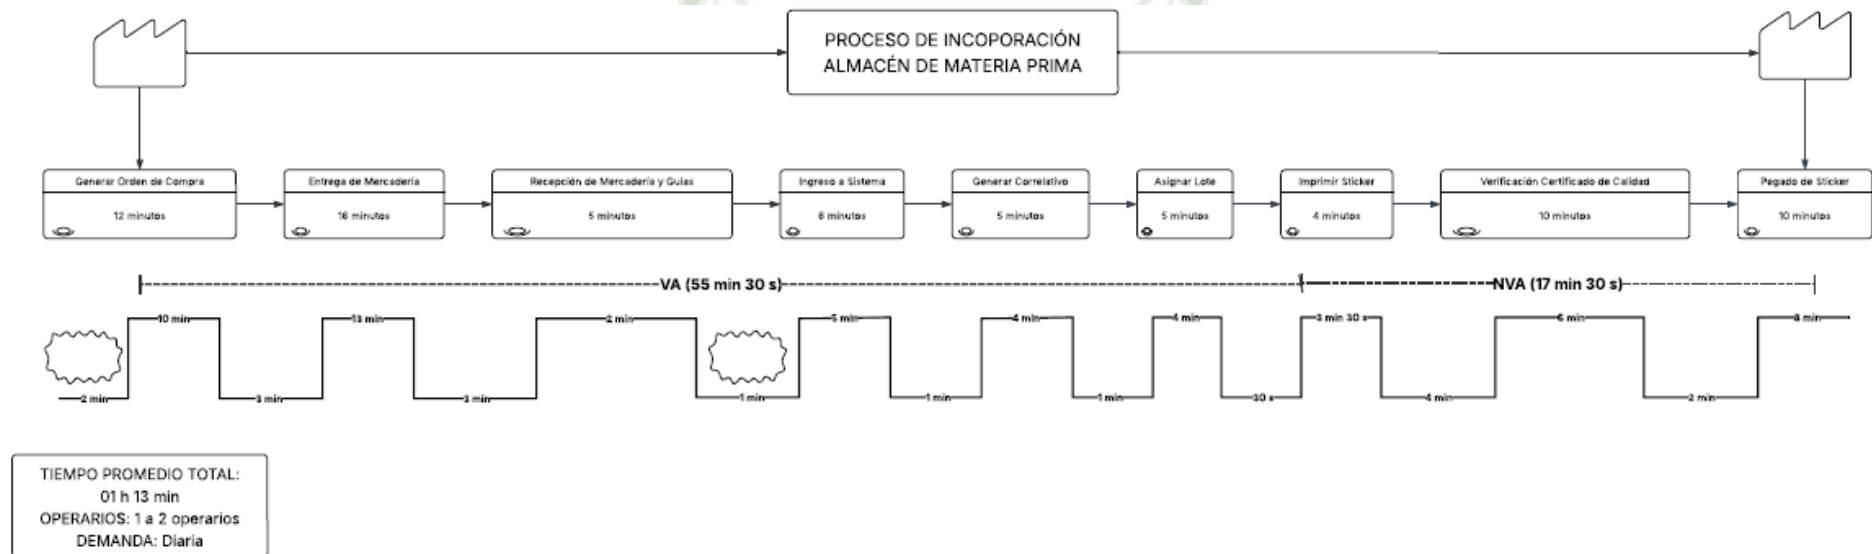 PROCESO DE INCOPORACIÓN
ALMACÉN DE MATERIA PRIMA
Generar Orden de Compra
12 minutos
Entrega de Mercadería
16 minutos
Recepción de Mercadería y Guias
5 minutos
Ingreso a Sistema
6 minutos
Generar Correlativo
5 minutos
Asignar Lote
5 minutos
Imprimir Sticker
4 minutos
Verificación Certificado de Calidad
10 minutos
Pegado de Sticker
10 minutos
VA (55 min 30 s)
NVA (17 min 30 s)
10 min
13 min
2 min
5 min
4 min
4 min
3 min 30 s
6 min
8 min
2 min
3 min
3 min
1 min
1 min
1 min
30 s
4 min
2 min
TIEMPO PROMEDIO TOTAL:
01 h 13 min
OPERARIOS: 1 a 2 operarios
DEMANDA: Diaria